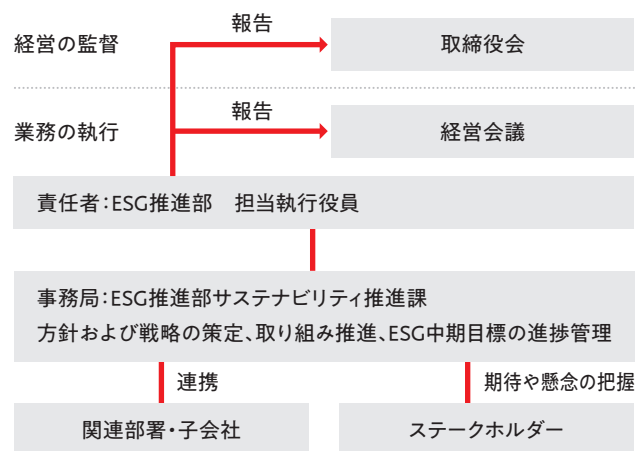 報告
経営の監督
取締役会
報告
業務の執行
経営会議
責任者：ESG推進部　担当執行役員
事務局：ESG推進部サステナビリティ推進課
方針および戦略の策定、取り組み推進、ESG中期目標の進捗管理
連携
期待や懸念の把握
関連部署・子会社
ステークホルダー